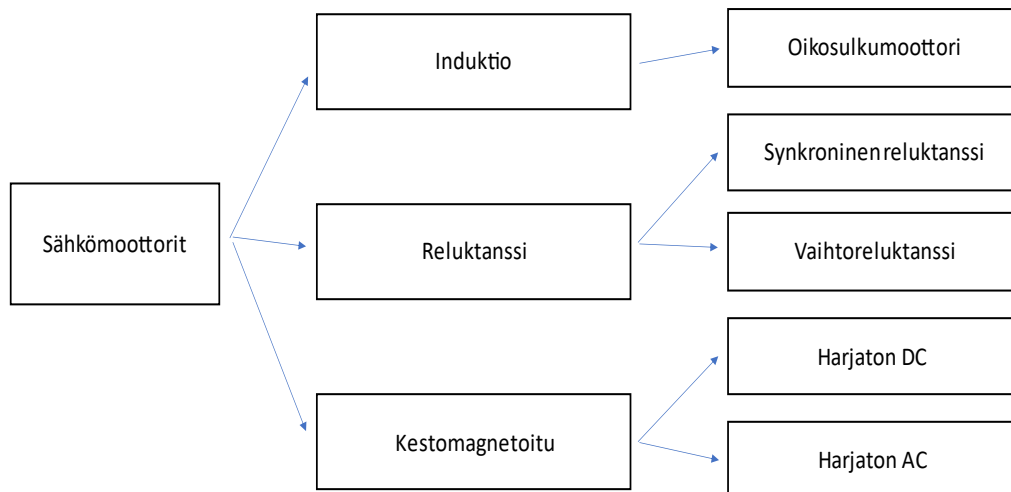 Sähkömoottorit
Induktio
Reluktanssi
Kestomagnetoitu
Oikosulkumoottori
Synkroninen reluktanssi
Vaihtoreluktanssi
Harjaton DC
Harjaton AC